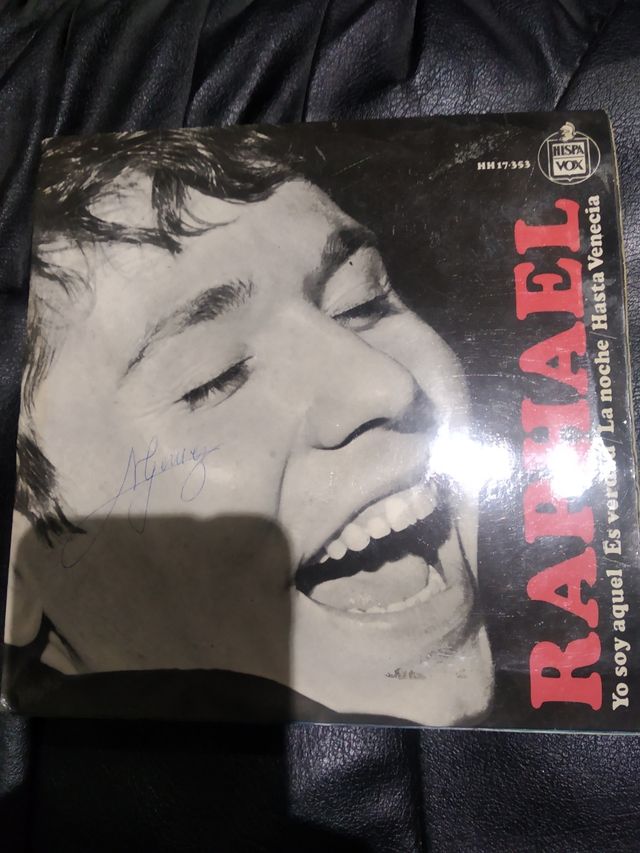 HH 17-353
HISPA
VOX
RAPHAEL
Yo soy aquel / Es verdad / La noche / Hasta Venecia